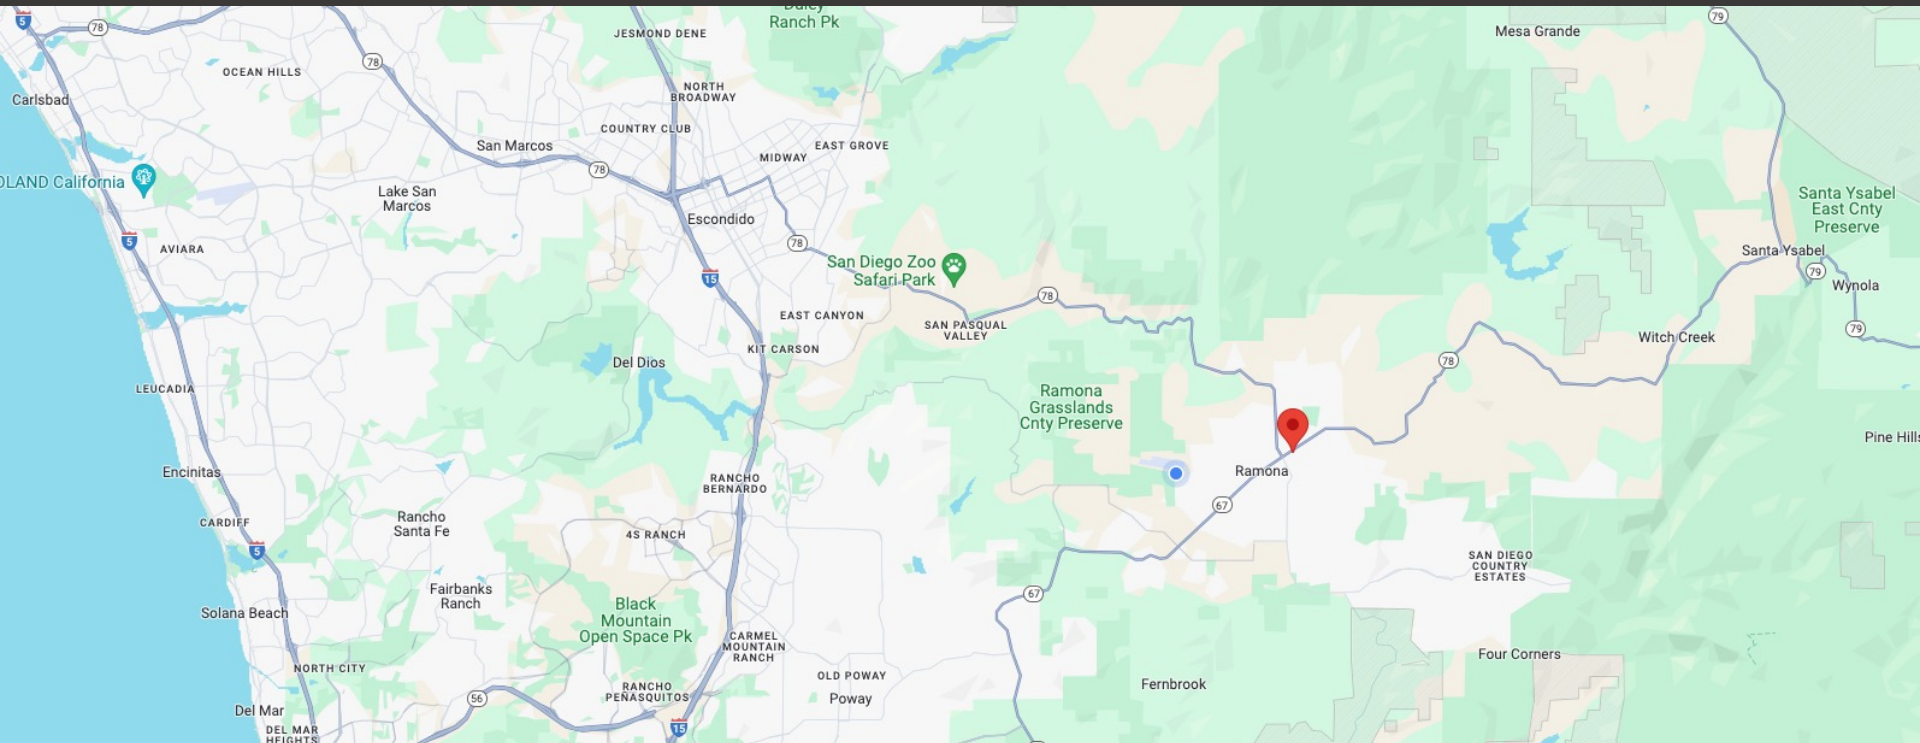 5
78
Ranch Pk
79
Mesa Grande
JESMOND DENE
78
OCEAN HILLS
NORTH
BROADWAY
Carlsbad
COUNTRY CLUB
San Marcos
EAST GROVE
MIDWAY
78
OLAND California
Lake San
Marcos
Santa Ysabel
East Cnty
Preserve
Escondido
5
AVIARA
78
Santa Ysabel
San Diego Zoo
Safari Park
15
79
Wynola
78
EAST CANYON
SAN PASQUAL
VALLEY
79
Witch Creek
KIT CARSON
Del Dios
78
LEUCADIA
Ramona
Grasslands
Cnty Preserve
Pine Hills
Encinitas
Ramona
RANCHO
BERNARDO
67
CARDIFF
Rancho
Santa Fe
4S RANCH
5
SAN DIEGO
COUNTRY
ESTATES
Fairbanks
Ranch
67
Solana Beach
Black
Mountain
Open Space Pk
CARMEL
MOUNTAIN
RANCH
Four Corners
NORTH CITY
OLD POWAY
Fernbrook
RANCHO
PEÑASQUITOS
Poway
56
Del Mar
15
DEL MAR
HEIGHTS